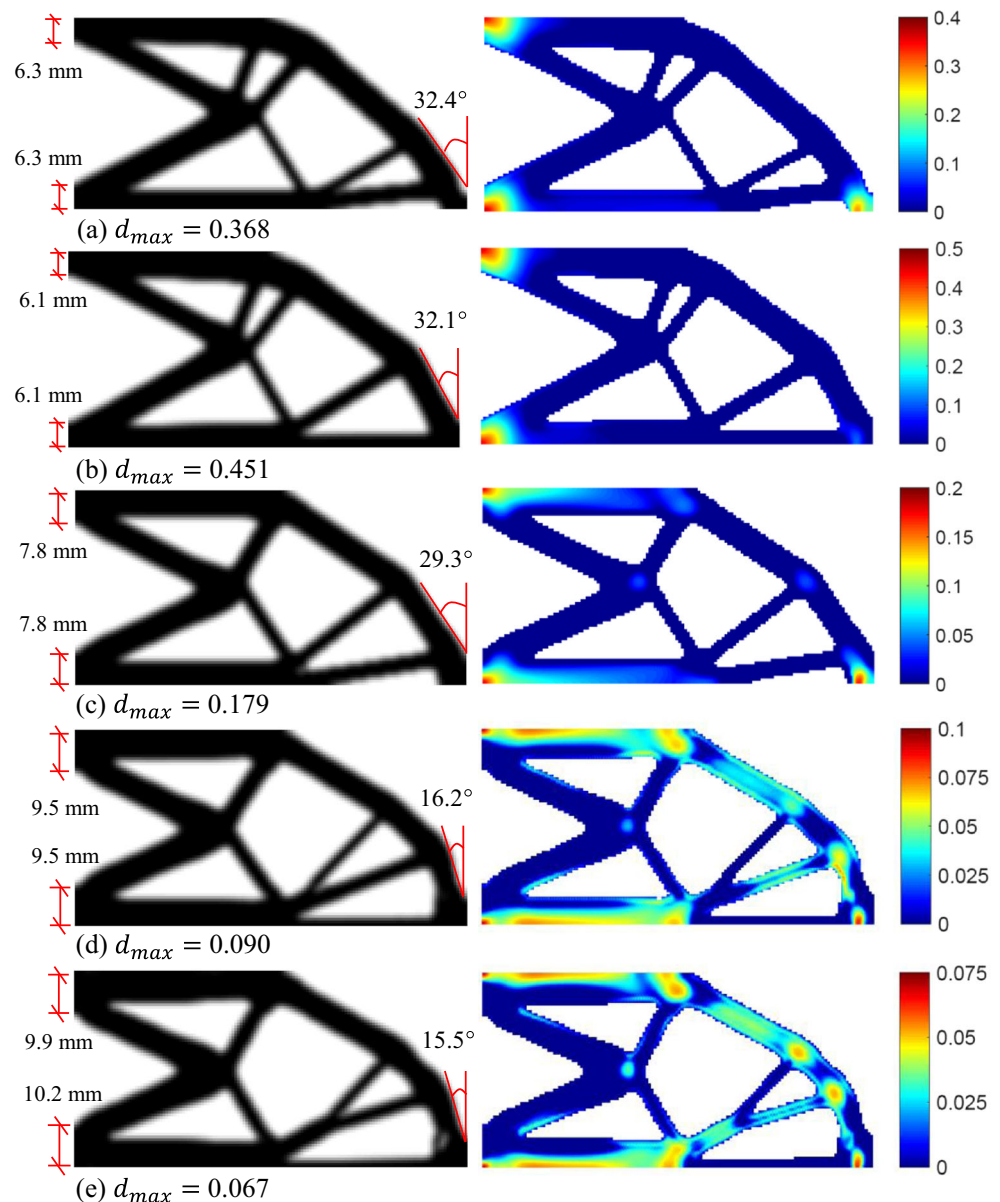 6.3 mm
6.3 mm
32.4°
(a) d_max = 0.368
0.4
0.3
0.2
0.1
0
6.1 mm
6.1 mm
32.1°
(b) d_max = 0.451
0.5
0.4
0.3
0.2
0.1
0
7.8 mm
7.8 mm
29.3°
(c) d_max = 0.179
0.2
0.15
0.1
0.05
0
9.5 mm
9.5 mm
16.2°
(d) d_max = 0.090
0.1
0.075
0.05
0.025
0
9.9 mm
10.2 mm
15.5°
(e) d_max = 0.067
0.075
0.05
0.025
0